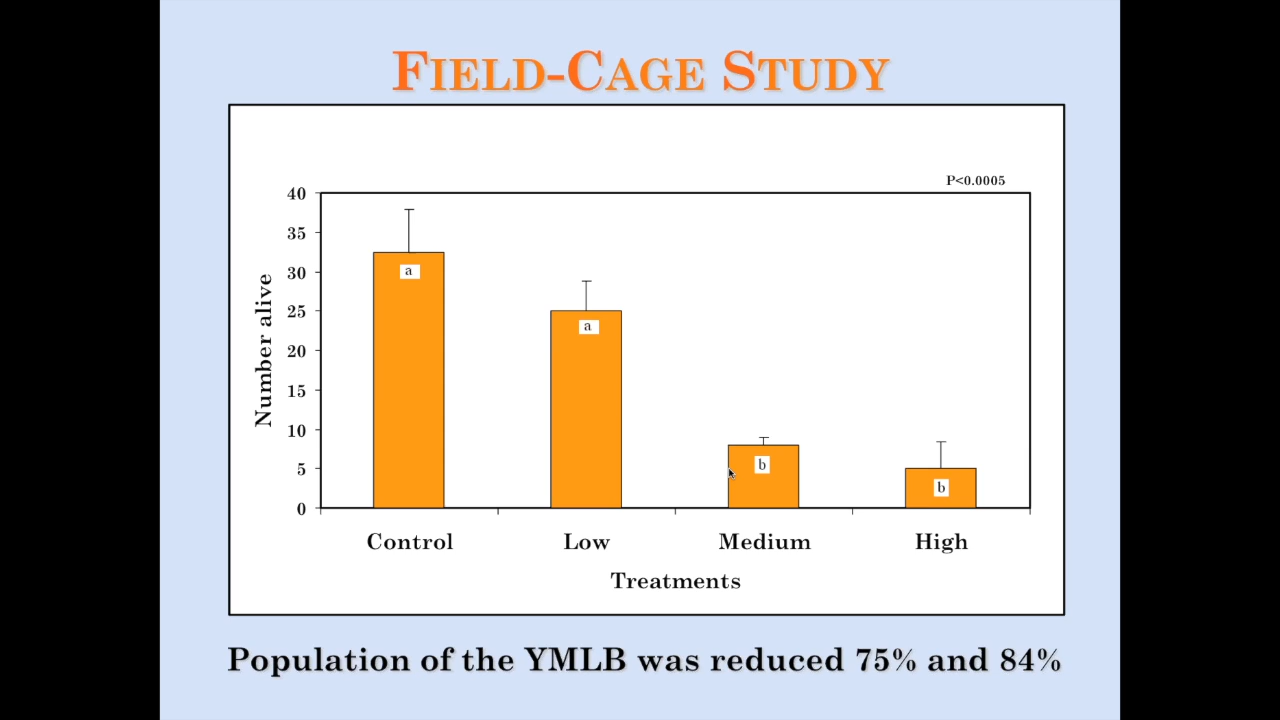 FIELD-CAGE STUDY
P<0.0005
40
35
30
25
20
15
10
5
0
Number alive
a
a
b
b
Control Low Medium High
Treatments
Population of the YMLB was reduced 75% and 84%